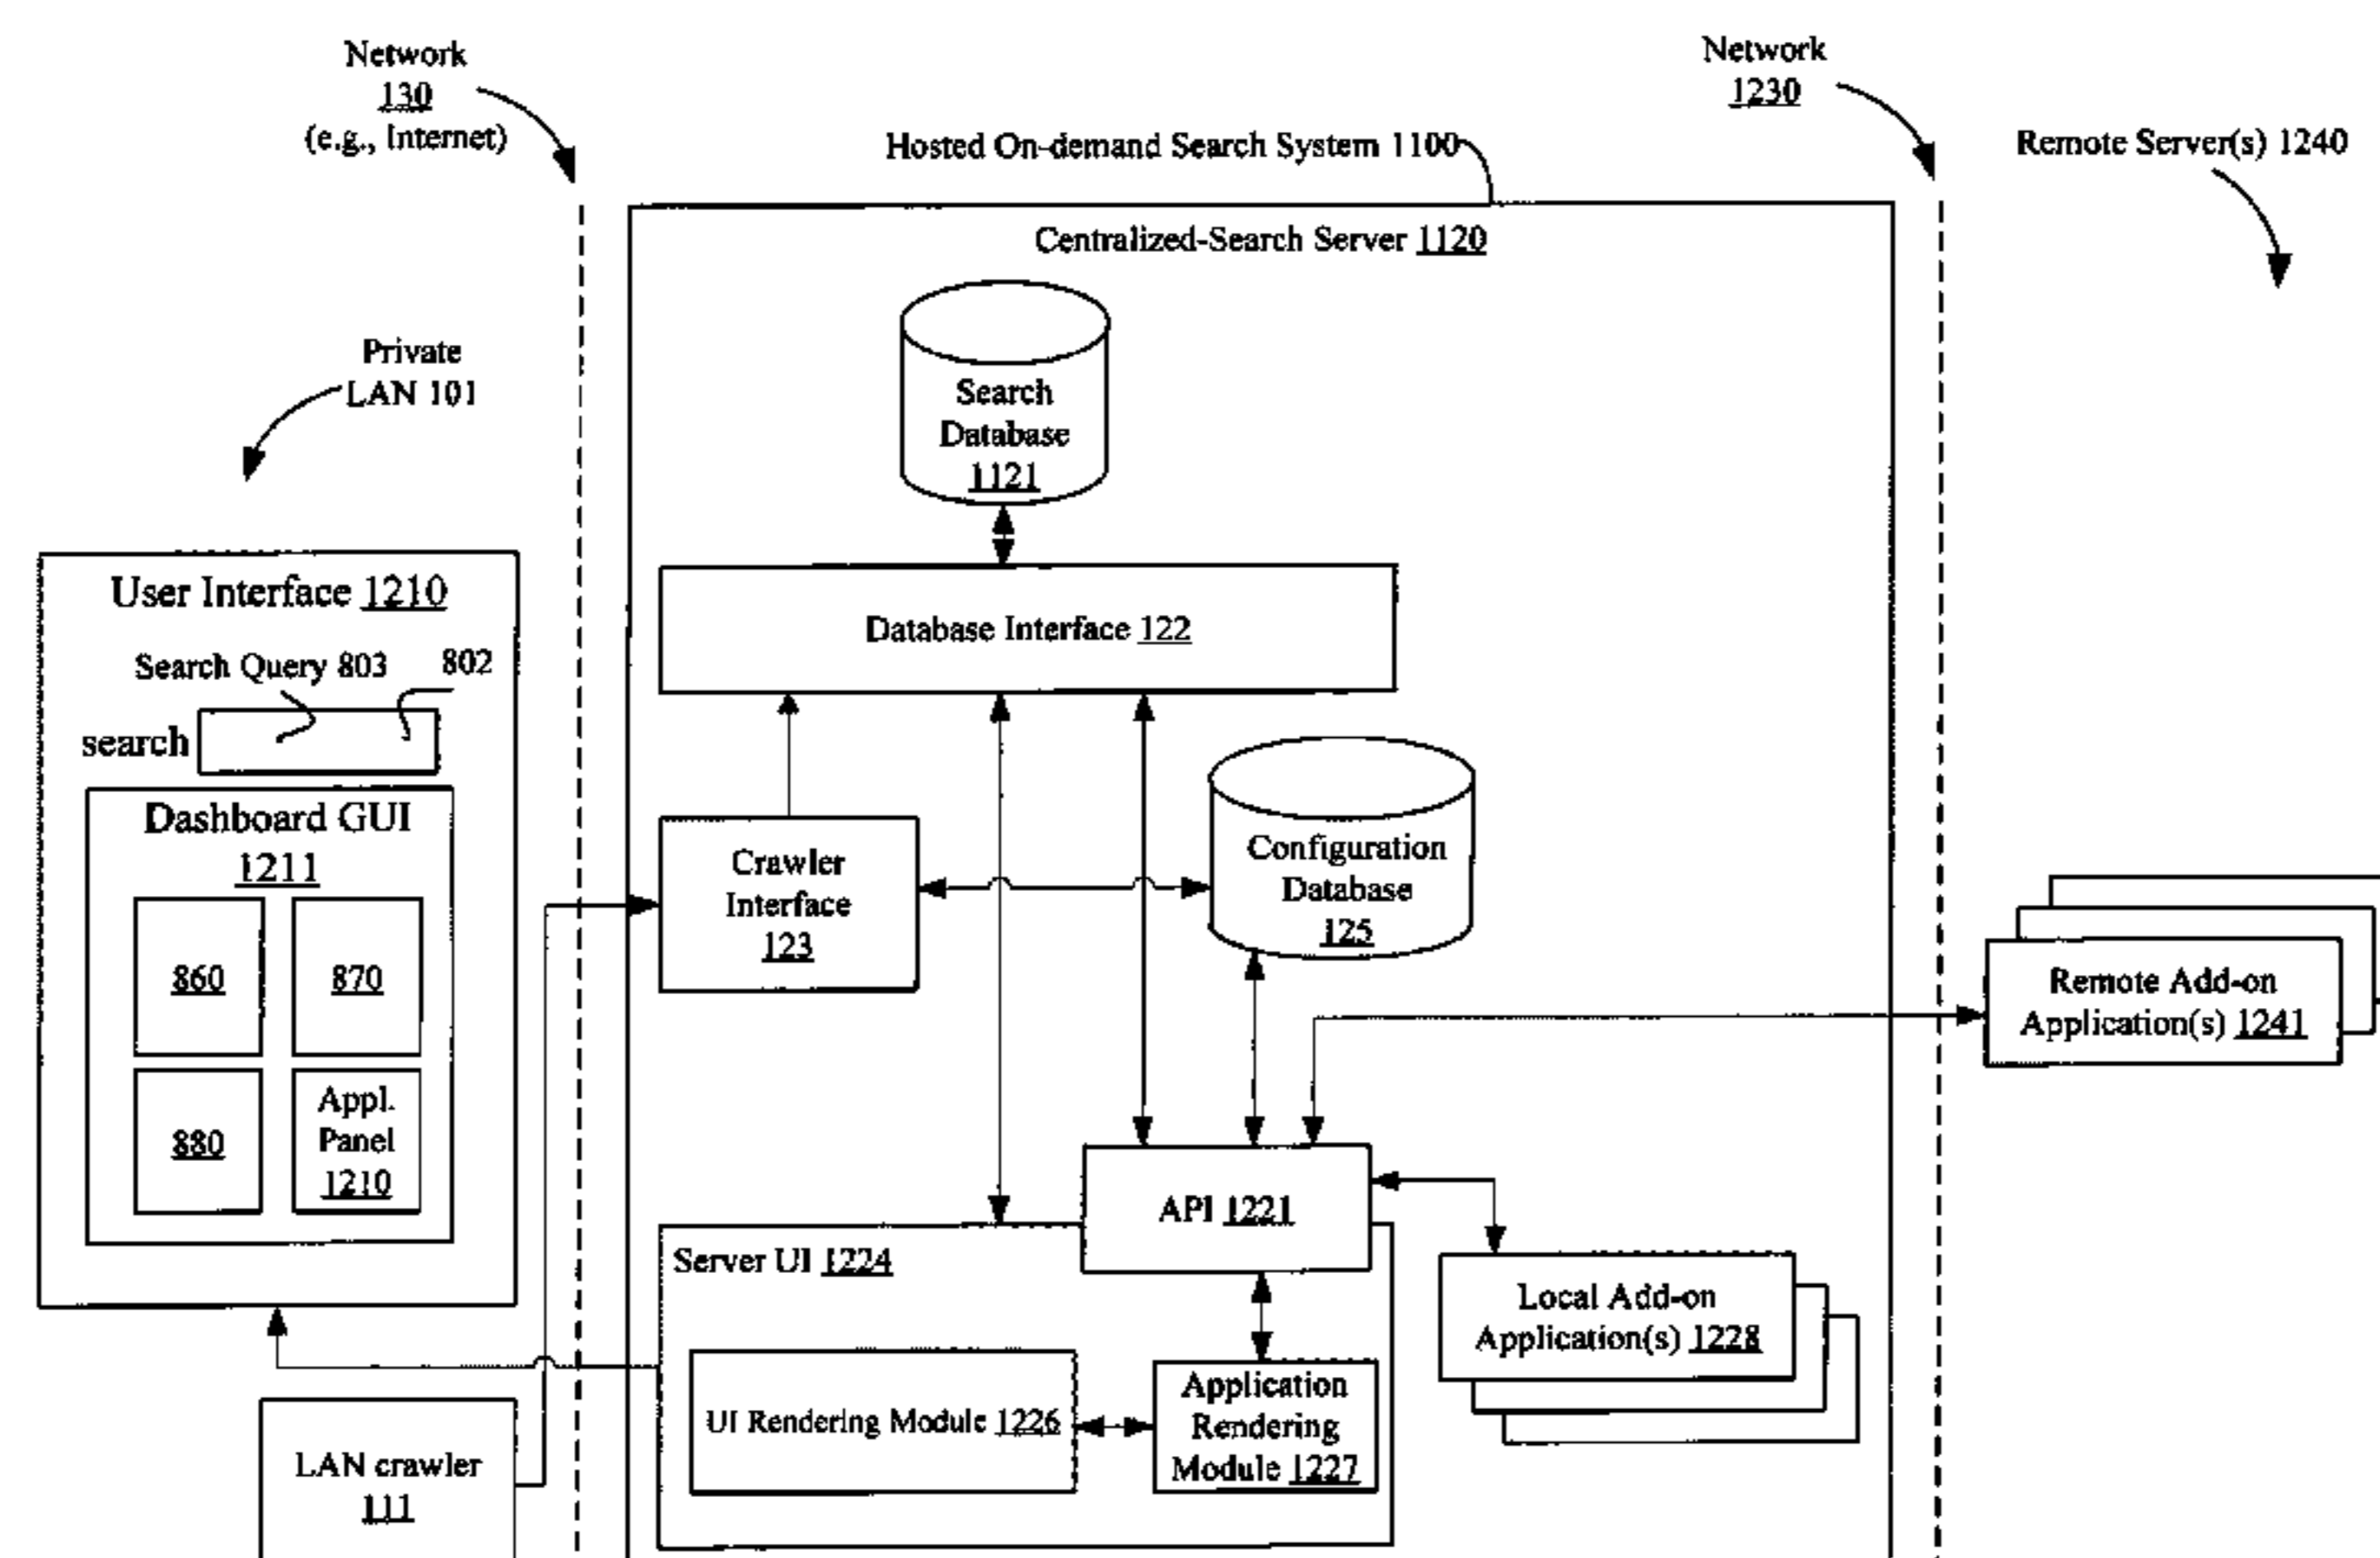 Network
130
(e.g., Internet)
Network
1230
Hosted On-demand Search System 1100
Remote Server(s) 1240
Centralized-Search Server 1120
Private
LAN 101
Search
Database
1121
User Interface 1210
Search Query 803
802
search
Database Interface 122
Dashboard GUI
1211
860
870
880
Appl.
Panel
1210
Crawler
Interface
123
Configuration
Database
125
Remote Add-on
Application(s) 1241
API 1221
Server UI 1224
Local Add-on
Application(s) 1228
UI Rendering Module 1226
Application
Rendering
Module 1227
LAN crawler
111